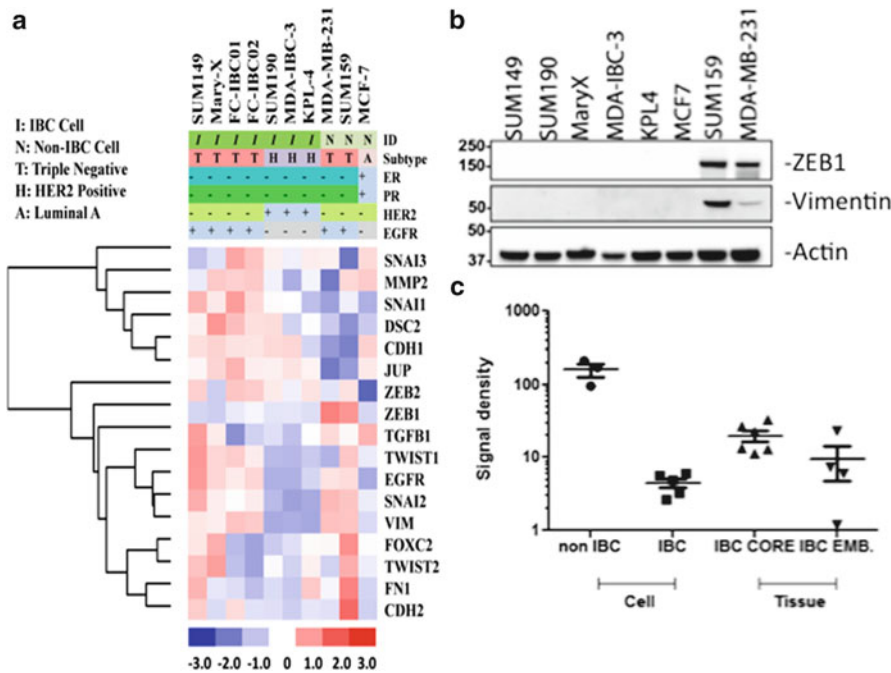 a
SUM149
Mary-X
FC-IBC01
FC-IBC02
SUM190
MDA-IBC-3
KPL-4
MDA-MB-231
SUM159
MCF-7
I: IBC Cell
N: Non-IBC Cell
T: Triple Negative
H: HER2 Positive
A: Luminal A
I I I I I I I N N N ID
T T T T H H H T T A Subtype
- - - - - - - - - + ER
- - - - - - - - - + PR
- - - - + + + - - - HER2
+ + + + - - - + + - EGFR
SNAI3
MMP2
SNAI1
DSC2
CDH1
JUP
ZEB2
ZEB1
TGFB1
TWIST1
EGFR
SNAI2
VIM
FOXC2
TWIST2
FN1
CDH2
-3.0 -2.0 -1.0 0 1.0 2.0 3.0
b
SUM149
SUM190
MaryX
MDA-IBC-3
KPL4
MCF7
SUM159
MDA-MB-231
250
150
-ZEB1
50
-Vimentin
50
37
-Actin
c
Signal density
1000
100
10
1
non IBC IBC IBC CORE IBC EMB.
Cell Tissue